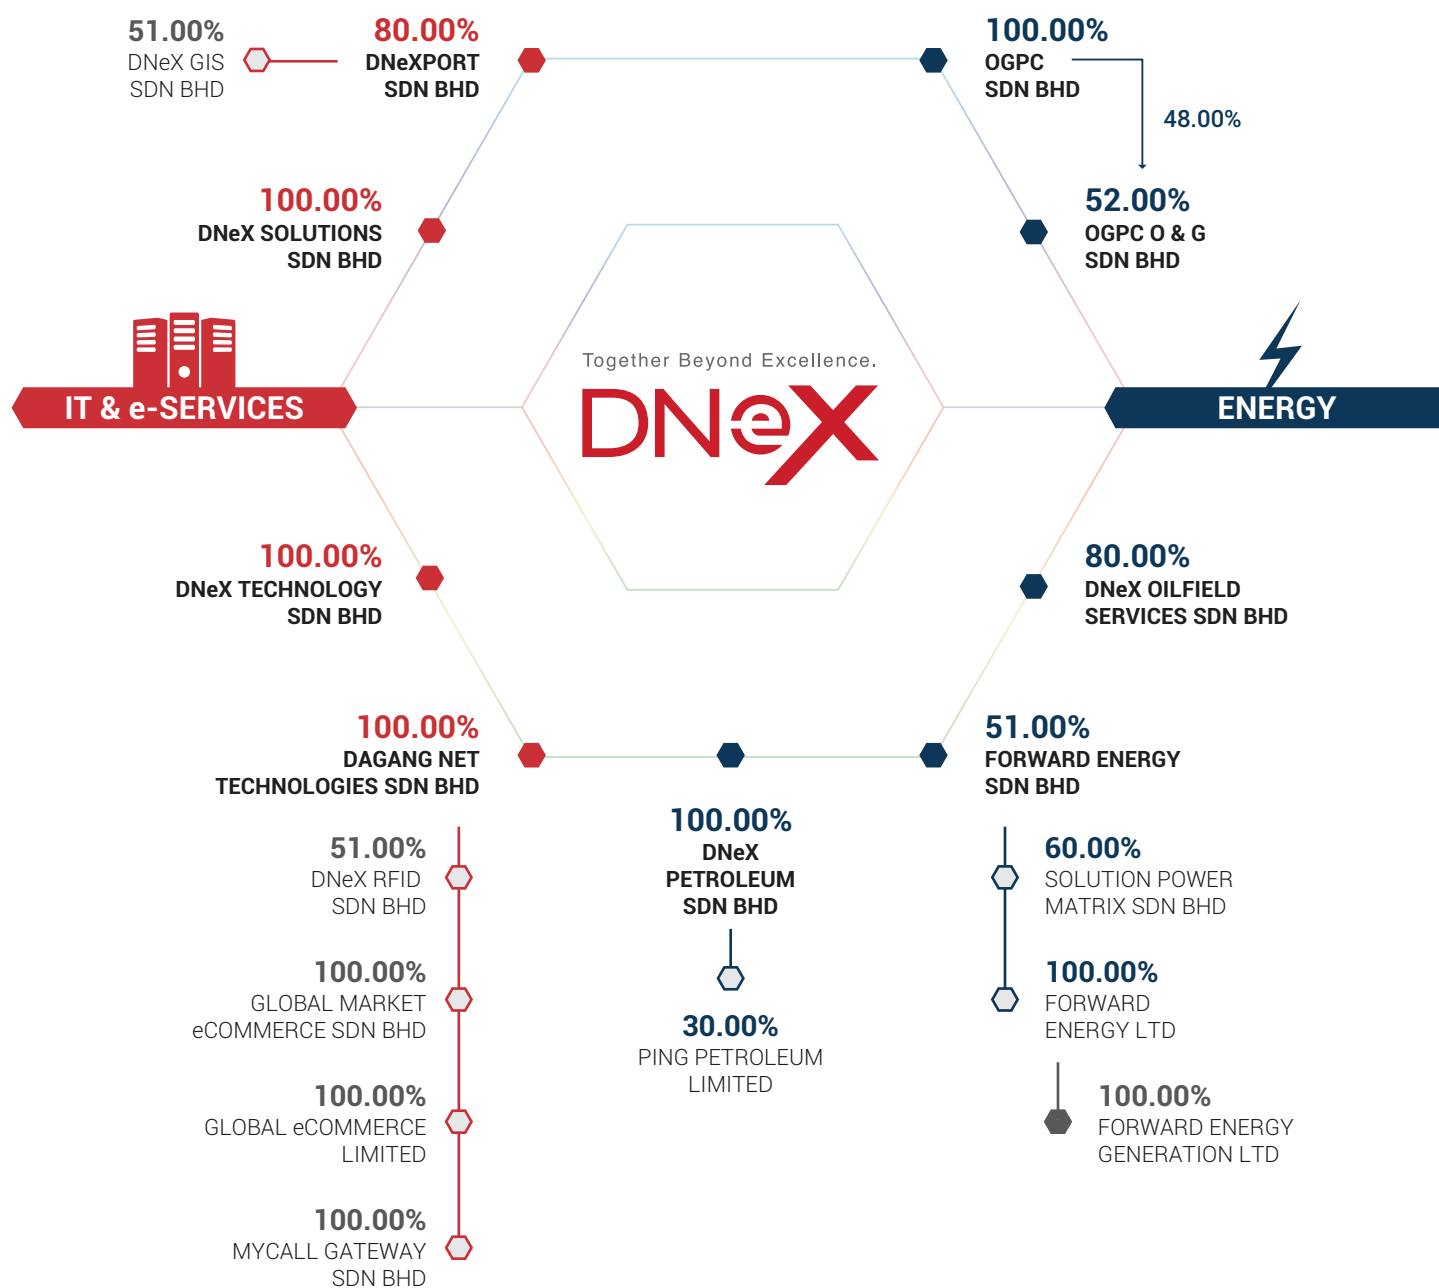 51.00%
DNeX GIS
SDN BHD
80.00%
DNeXPORT
SDN BHD
100.00%
OGPC
SDN BHD
48.00%
100.00%
DNeX SOLUTIONS
SDN BHD
52.00%
OGPC O & G
SDN BHD
Together Beyond Excellence.
DNeX
IT & e-SERVICES
ENERGY
100.00%
DNeX TECHNOLOGY
SDN BHD
80.00%
DNeX OILFIELD
SERVICES SDN BHD
100.00%
DAGANG NET
TECHNOLOGIES SDN BHD
51.00%
DNeX RFID
SDN BHD
100.00%
GLOBAL MARKET
eCOMMERCE SDN BHD
100.00%
GLOBAL eCOMMERCE
LIMITED
100.00%
MYCALL GATEWAY
SDN BHD
100.00%
DNeX
PETROLEUM
SDN BHD
30.00%
PING PETROLEUM
LIMITED
51.00%
FORWARD ENERGY
SDN BHD
60.00%
SOLUTION POWER
MATRIX SDN BHD
100.00%
FORWARD
ENERGY LTD
100.00%
FORWARD ENERGY
GENERATION LTD